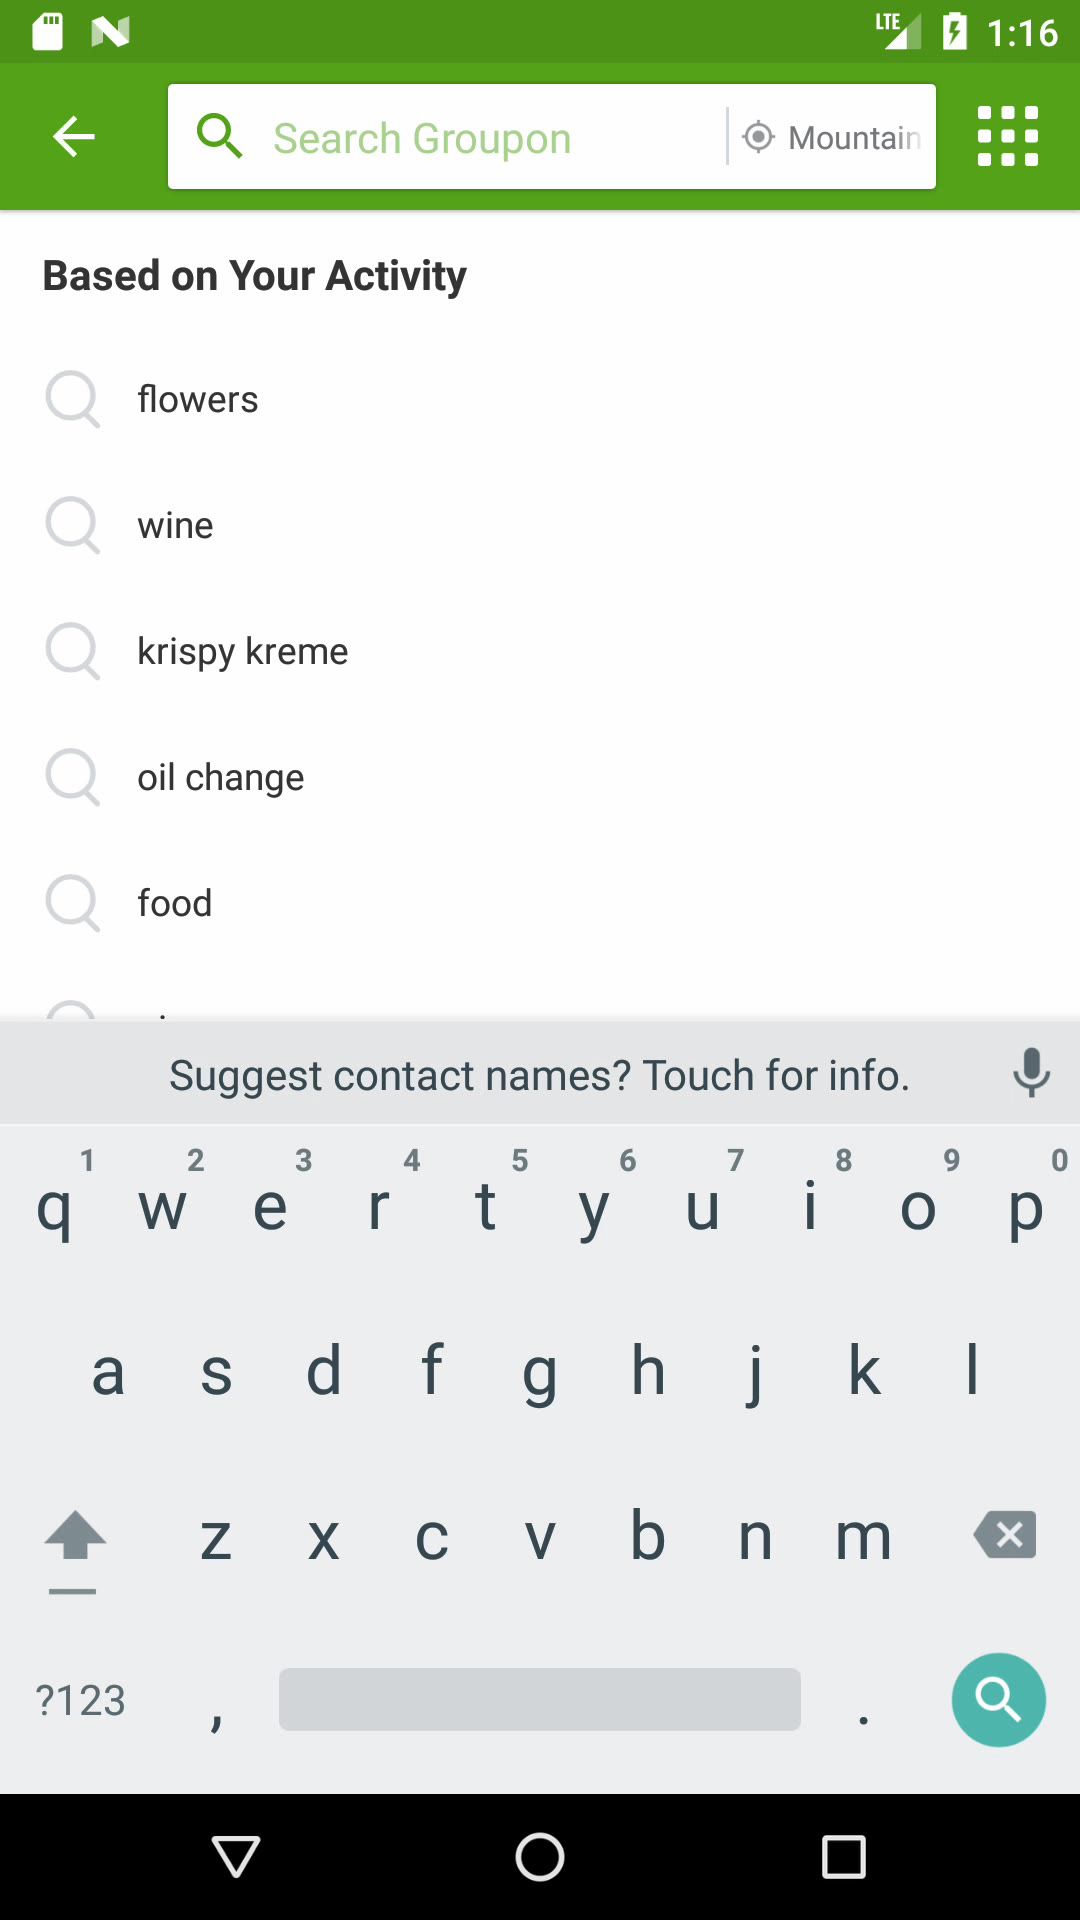 LTE 1:16
Search Groupon Mountain
Based on Your Activity
flowers
wine
krispy kreme
oil change
food
Suggest contact names? Touch for info.
1 2 3 4 5 6 7 8 9 0
q w e r t y u i o p
a s d f g h j k l
z x c v b n m
?123 , .